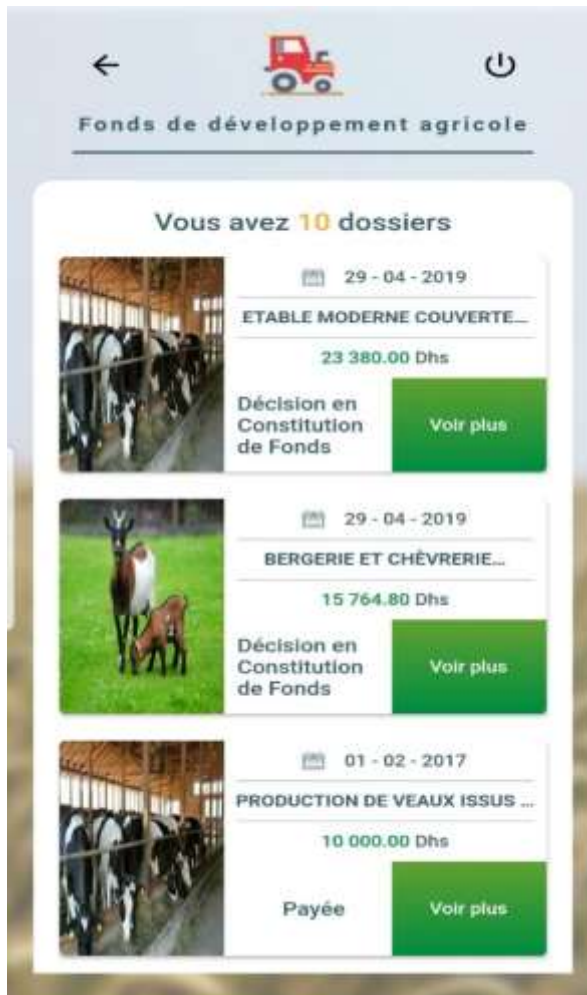 Fonds de développement agricole
Vous avez 10 dossiers
29 - 04 - 2019
ETABLE MODERNE COUVERTE...
23 380.00 Dhs
Décision en
Constitution
de Fonds
Voir plus
29 - 04 - 2019
BERGERIE ET CHÈVRERIE...
15 764.80 Dhs
Décision en
Constitution
de Fonds
Voir plus
01 - 02 - 2017
PRODUCTION DE VEAUX ISSUS ...
10 000.00 Dhs
Payée
Voir plus